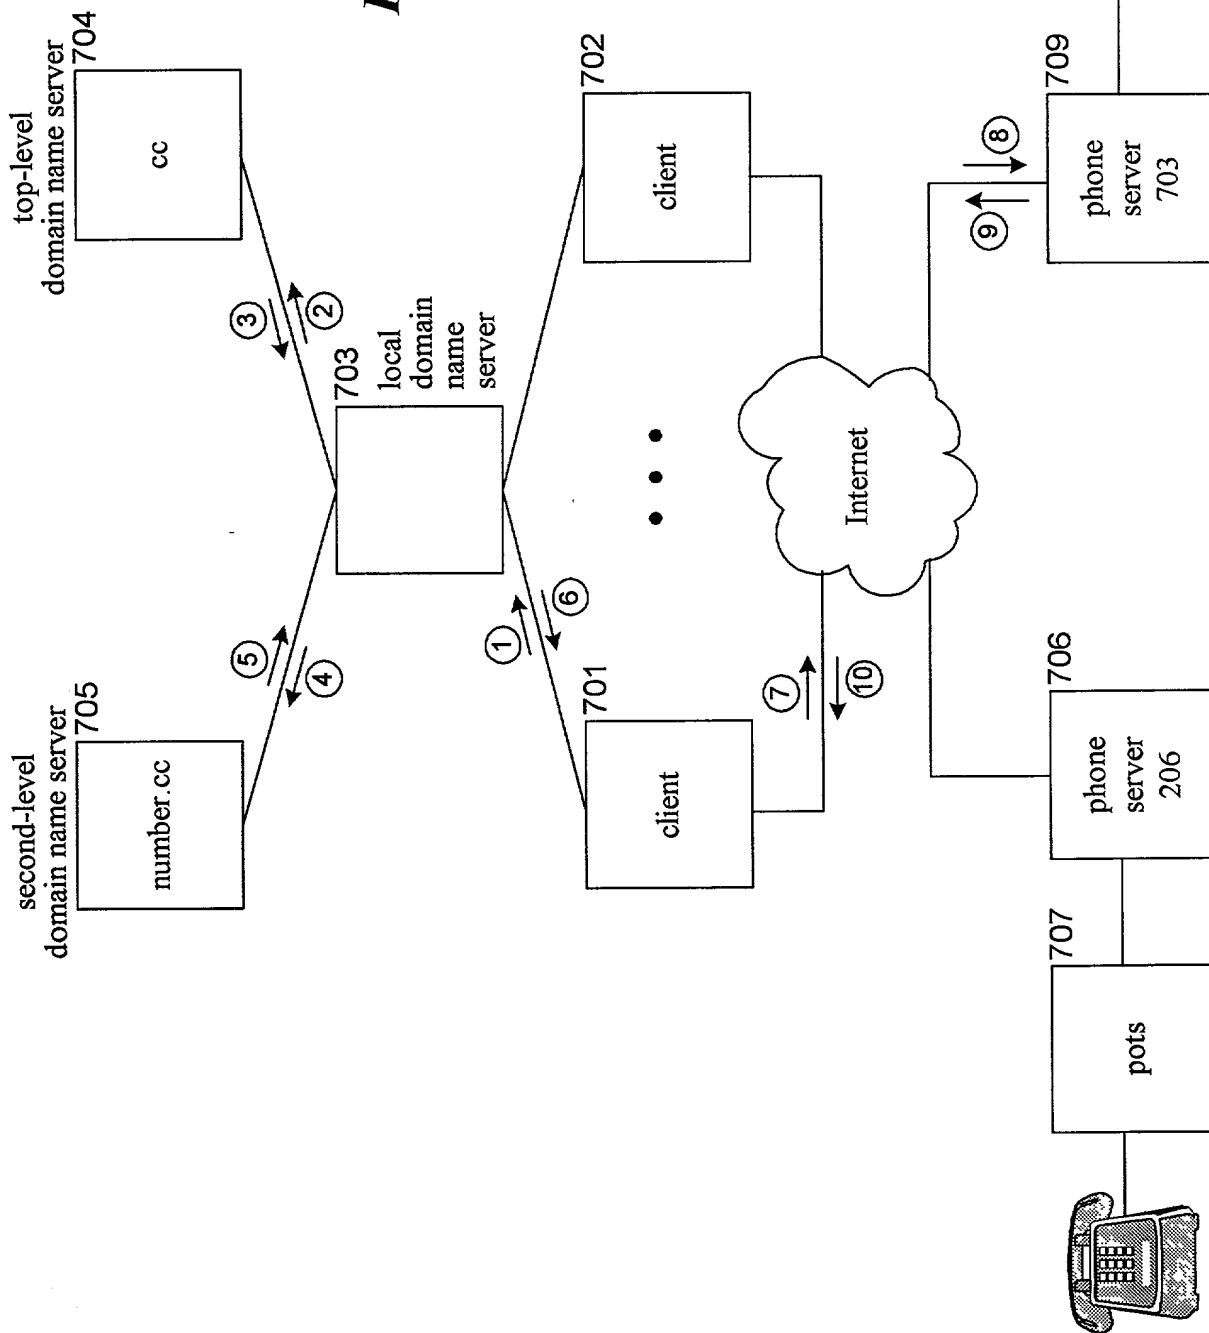 second-level
domain name server
705
number.cc
top-level
domain name server
704
cc
5
4
3
2
703
local
domain
name
server
1
6
701
client
702
client
7
10
Internet
9
8
707
pots
706
phone
server
206
709
phone
server
703